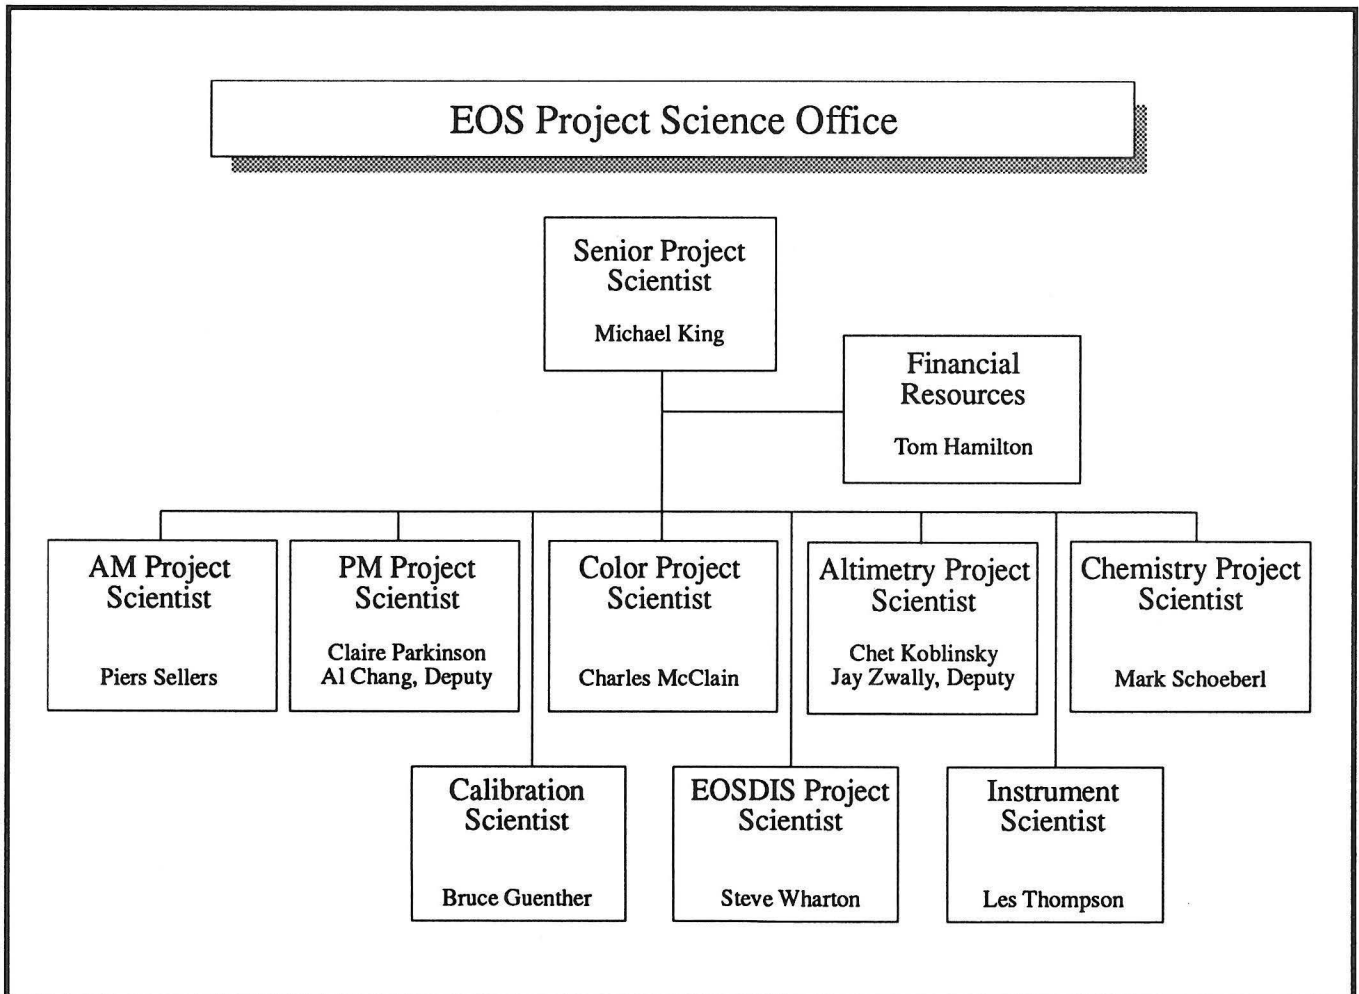 EOS Project Science Office
Senior Project
Scientist
Michael King
Financial
Resources
Tom Hamilton
AM Project
Scientist
Piers Sellers
PM Project
Scientist
Claire Parkinson
Al Chang, Deputy
Color Project
Scientist
Charles McClain
Altimetry Project
Scientist
Chet Koblinsky
Jay Zwally, Deputy
Chemistry Project
Scientist
Mark Schoeberl
Calibration
Scientist
Bruce Guenther
EOSDIS Project
Scientist
Steve Wharton
Instrument
Scientist
Les Thompson